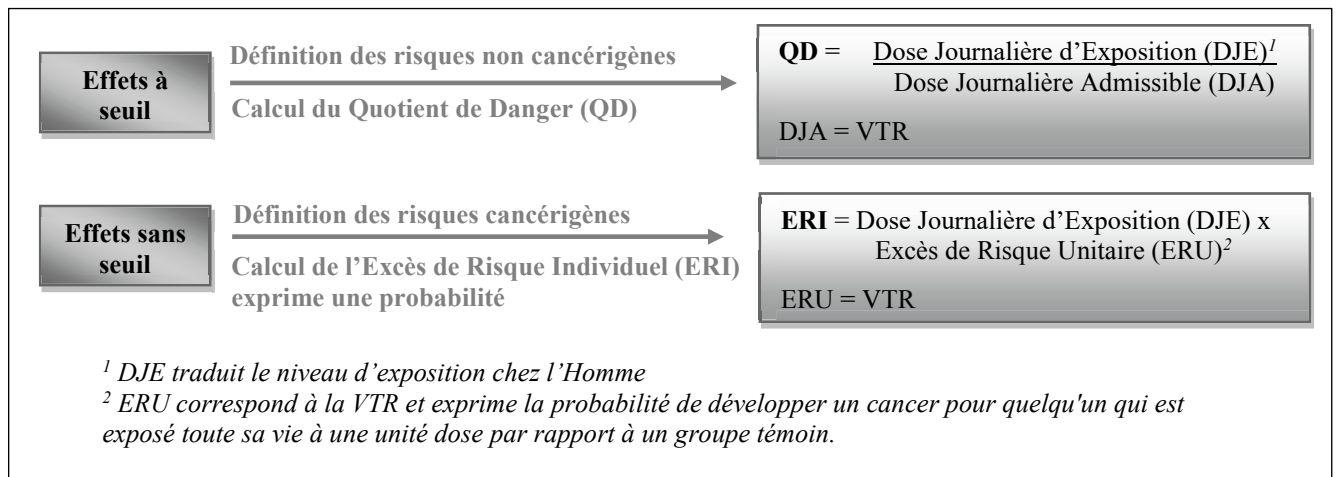 Effets à
seuil
Définition des risques non cancérigènes
Calcul du Quotient de Danger (QD)
QD = Dose Journalière d’Exposition (DJE)¹
Dose Journalière Admissible (DJA)
DJA = VTR
Effets sans
seuil
Définition des risques cancérigènes
Calcul de l’Excès de Risque Individuel (ERI)
exprime une probabilité
ERI = Dose Journalière d’Exposition (DJE) x
Excès de Risque Unitaire (ERU)²
ERU = VTR
¹ DJE traduit le niveau d’exposition chez l’Homme
² ERU correspond à la VTR et exprime la probabilité de développer un cancer pour quelqu'un qui est
exposé toute sa vie à une unité dose par rapport à un groupe témoin.